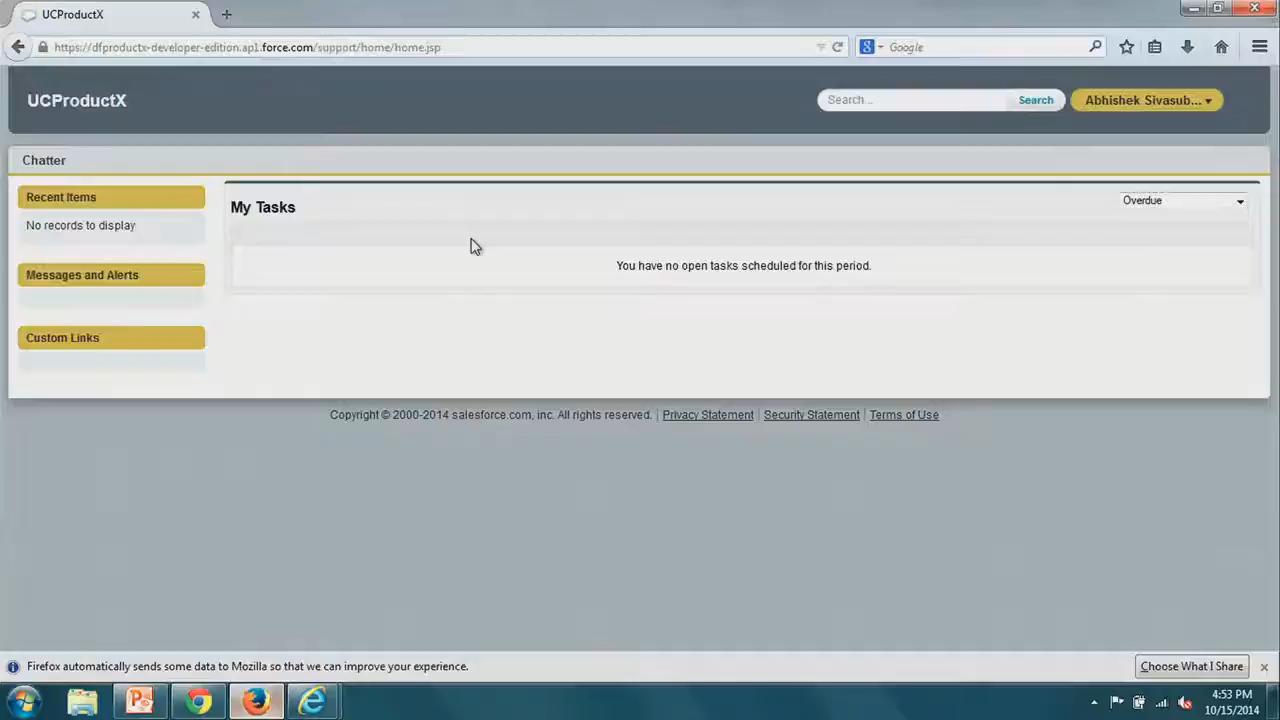 UCProductX
https://dfproductx-developer-edition.ap1.force.com/support/home/home.jsp
Google
UCProductX
Search...
Search
Abhishek Sivasub...
Chatter
Recent Items
No records to display
Messages and Alerts
Custom Links
My Tasks
Overdue
You have no open tasks scheduled for this period.
Copyright © 2000-2014 salesforce.com, inc. All rights reserved. | Privacy Statement | Security Statement | Terms of Use
Firefox automatically sends some data to Mozilla so that we can improve your experience.
Choose What I Share
4:53 PM
10/15/2014